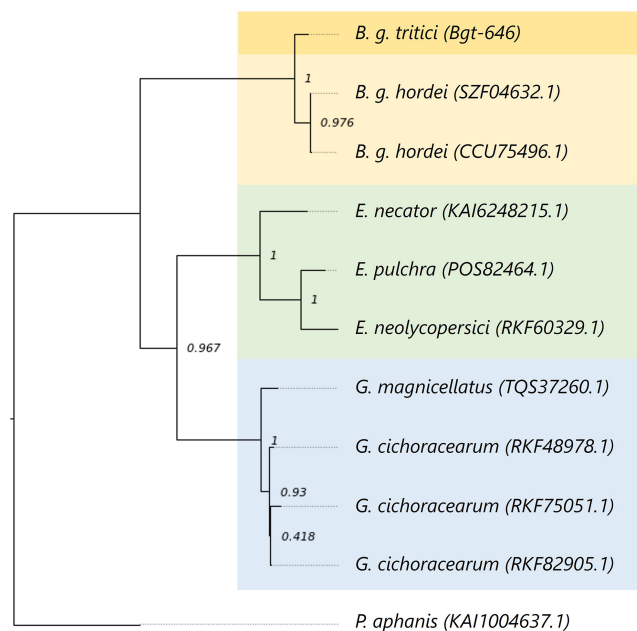 B. g. tritici (Bgt-646)
1
B. g. hordei (SZF04632.1)
0.976
B. g. hordei (CCU75496.1)
E. necator (KAI6248215.1)
1
E. pulchra (POS82464.1)
1
E. neolycopersici (RKF60329.1)
0.967
G. magnicellatus (TQS37260.1)
1
G. cichoracearum (RKF48978.1)
0.93
G. cichoracearum (RKF75051.1)
0.418
G. cichoracearum (RKF82905.1)
P. aphanis (KAI1004637.1)